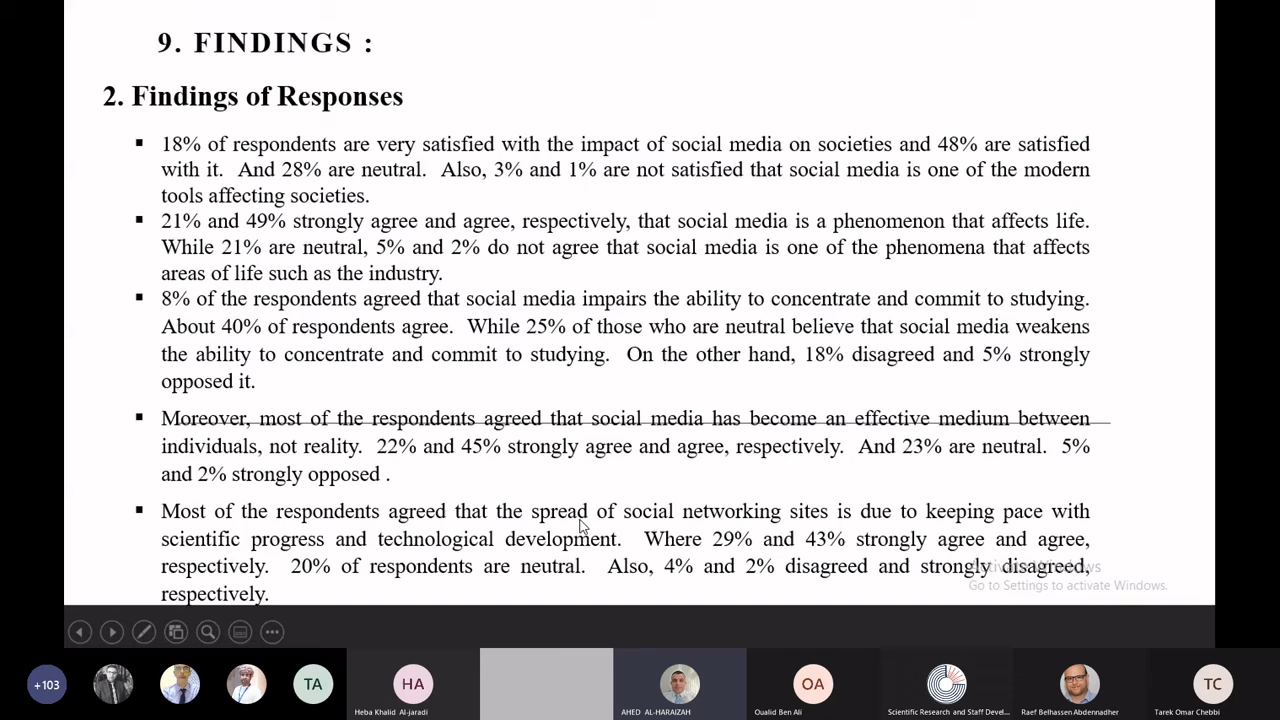 9. FINDINGS :
2. Findings of Responses
▪ 18% of respondents are very satisfied with the impact of social media on societies and 48% are satisfied
with it. And 28% are neutral. Also, 3% and 1% are not satisfied that social media is one of the modern
tools affecting societies.
▪ 21% and 49% strongly agree and agree, respectively, that social media is a phenomenon that affects life.
While 21% are neutral, 5% and 2% do not agree that social media is one of the phenomena that affects
areas of life such as the industry.
▪ 8% of the respondents agreed that social media impairs the ability to concentrate and commit to studying.
About 40% of respondents agree. While 25% of those who are neutral believe that social media weakens
the ability to concentrate and commit to studying. On the other hand, 18% disagreed and 5% strongly
opposed it.
▪ Moreover, most of the respondents agreed that social media has become an effective medium between
individuals, not reality. 22% and 45% strongly agree and agree, respectively. And 23% are neutral. 5%
and 2% strongly opposed .
▪ Most of the respondents agreed that the spread of social networking sites is due to keeping pace with
scientific progress and technological development. Where 29% and 43% strongly agree and agree,
respectively. 20% of respondents are neutral. Also, 4% and 2% disagreed and strongly disagreed,
respectively.
Activate Windows
Go to Settings to activate Windows.
+103
TA
HA
OA
TC
Heba Khalid Al-jaradi
AHED AL-HARAIZAH
Oualid Ben Ali
Scientific Research and Staff Devel...
Raef Belhassen Abdennadher
Tarek Omar Chebbi